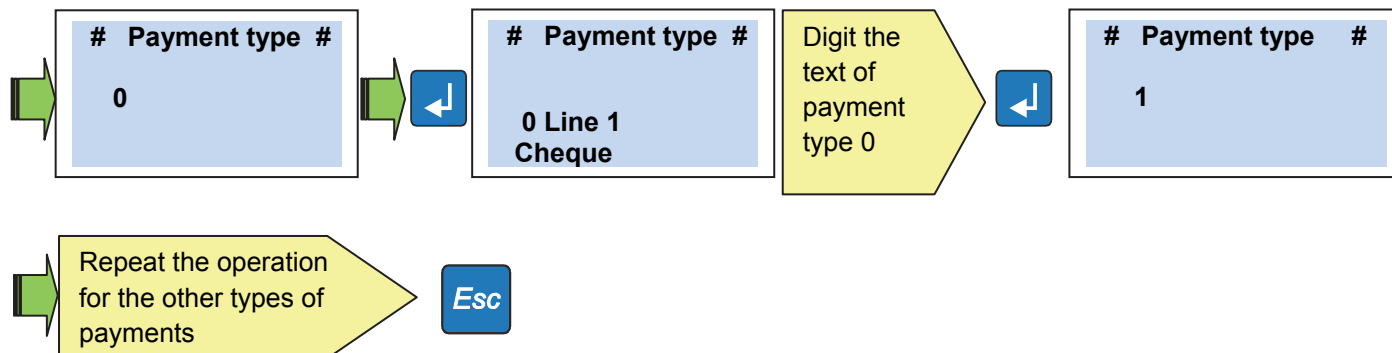 # Payment type #
0
# Payment type #
0 Line 1
Cheque
Digit the
text of
payment
type 0
# Payment type #
1
Repeat the operation
for the other types of
payments
Esc